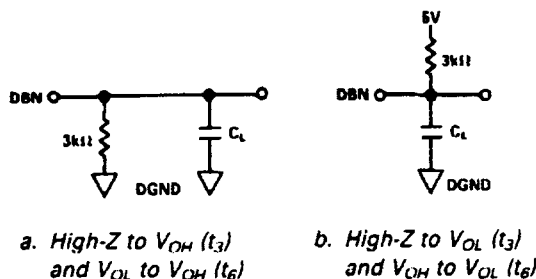 5V
3kΩ
DBN
DBN
3kΩ
C_L
C_L
DGND
DGND
a. High-Z to V_OH (t_3)
and V_OL to V_OH (t_6)
b. High-Z to V_OL (t_3)
and V_OH to V_OL (t_6)